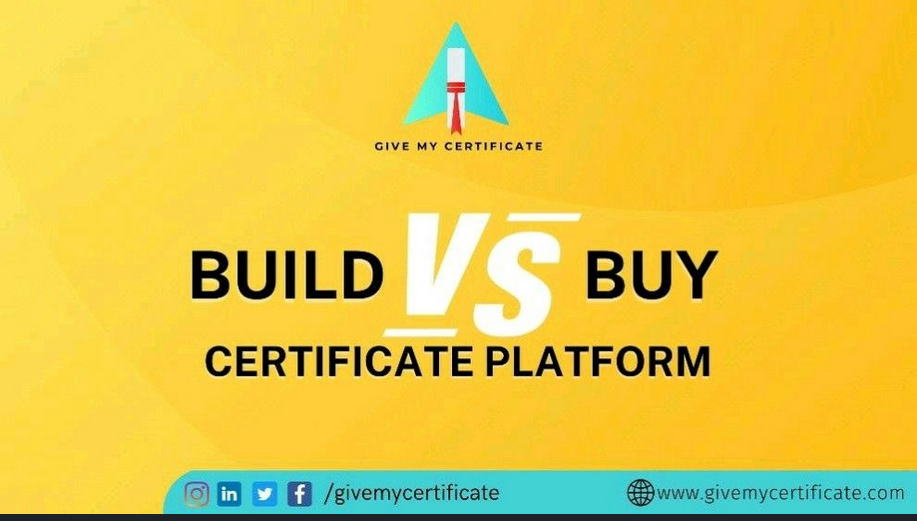 GIVE MY CERTIFICATE
BUILD VS BUY
CERTIFICATE PLATFORM
/givemycertificate
www.givemycertificate.com